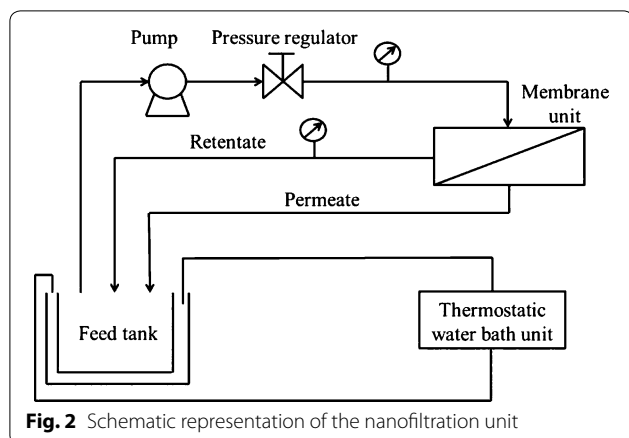 Pump
Pressure regulator
Membrane
unit
Retentate
Permeate
Feed tank
Thermostatic
water bath unit
Fig. 2 Schematic representation of the nanofiltration unit